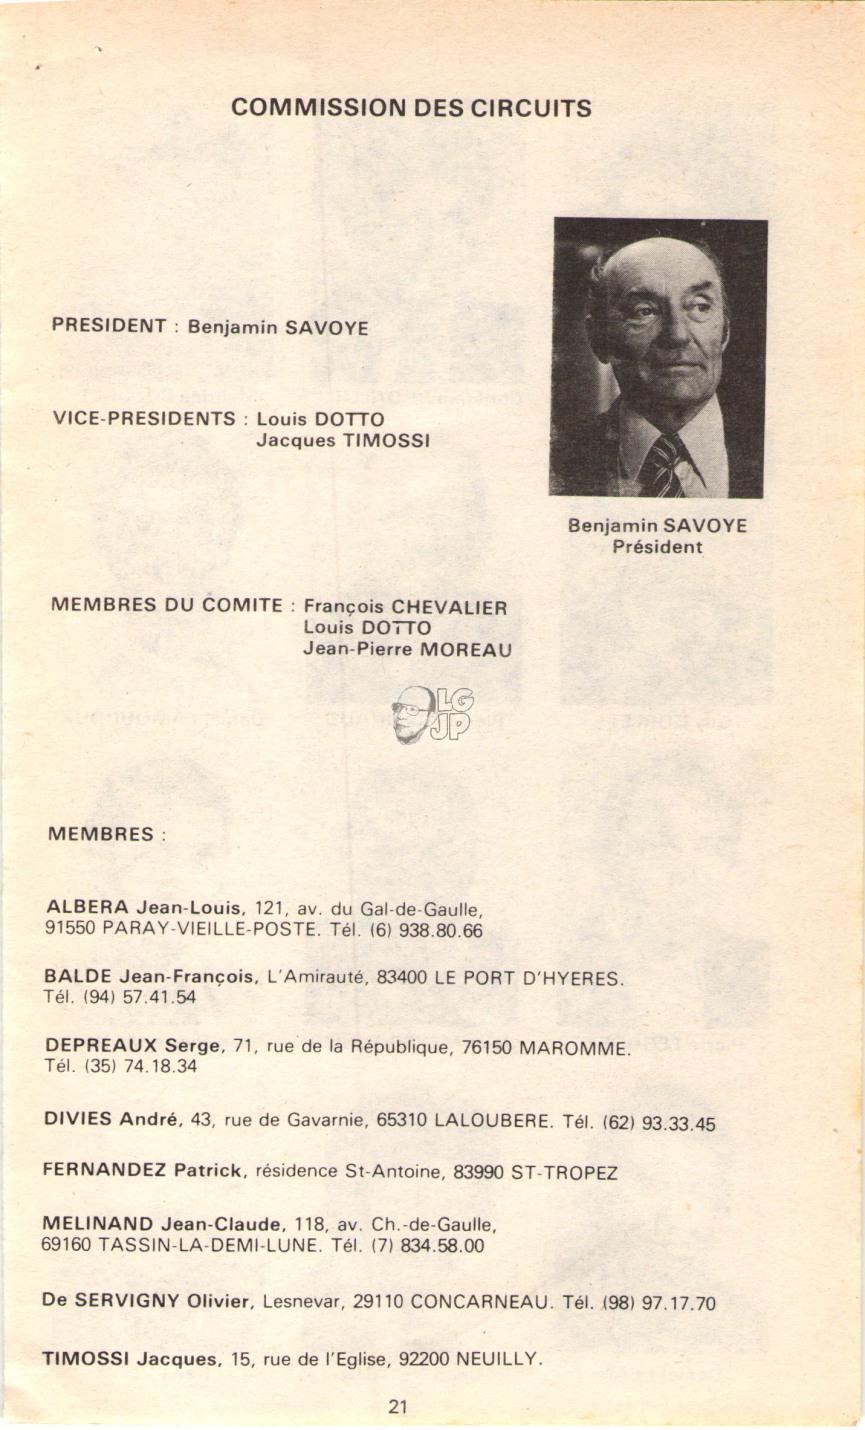 COMMISSION DES CIRCUITS
PRESIDENT : Benjamin SAVOYE
VICE-PRESIDENTS : Louis DOTTO
Jacques TIMOSSI
Benjamin SAVOYE
Président
MEMBRES DU COMITE : François CHEVALIER
Louis DOTTO
Jean-Pierre MOREAU
LG
JP
MEMBRES :
ALBERA Jean-Louis, 121, av. du Gal-de-Gaulle,
91550 PARAY-VIEILLE-POSTE. Tél. (6) 938.80.66
BALDE Jean-François, L'Amirauté, 83400 LE PORT D'HYERES.
Tél. (94) 57.41.54
DEPREAUX Serge, 71, rue de la République, 76150 MAROMME.
Tél. (35) 74.18.34
DIVIES André, 43, rue de Gavarnie, 65310 LALOUBERE. Tél. (62) 93.33.45
FERNANDEZ Patrick, résidence St-Antoine, 83990 ST-TROPEZ
MELINAND Jean-Claude, 118, av. Ch.-de-Gaulle,
69160 TASSIN-LA-DEMI-LUNE. Tél. (7) 834.58.00
De SERVIGNY Olivier, Lesnevar, 29110 CONCARNEAU. Tél. (98) 97.17.70
TIMOSSI Jacques, 15, rue de l'Eglise, 92200 NEUILLY.
21